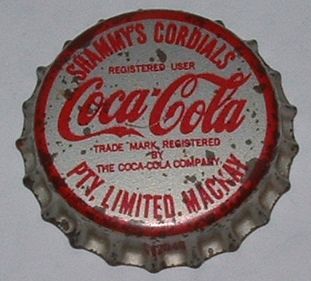 SHAMMY'S CORDIALS
REGISTERED USER
Coca-Cola
TRADE MARK REGISTERED
BY
THE COCA-COLA COMPANY
PTY. LIMITED. MACKAY